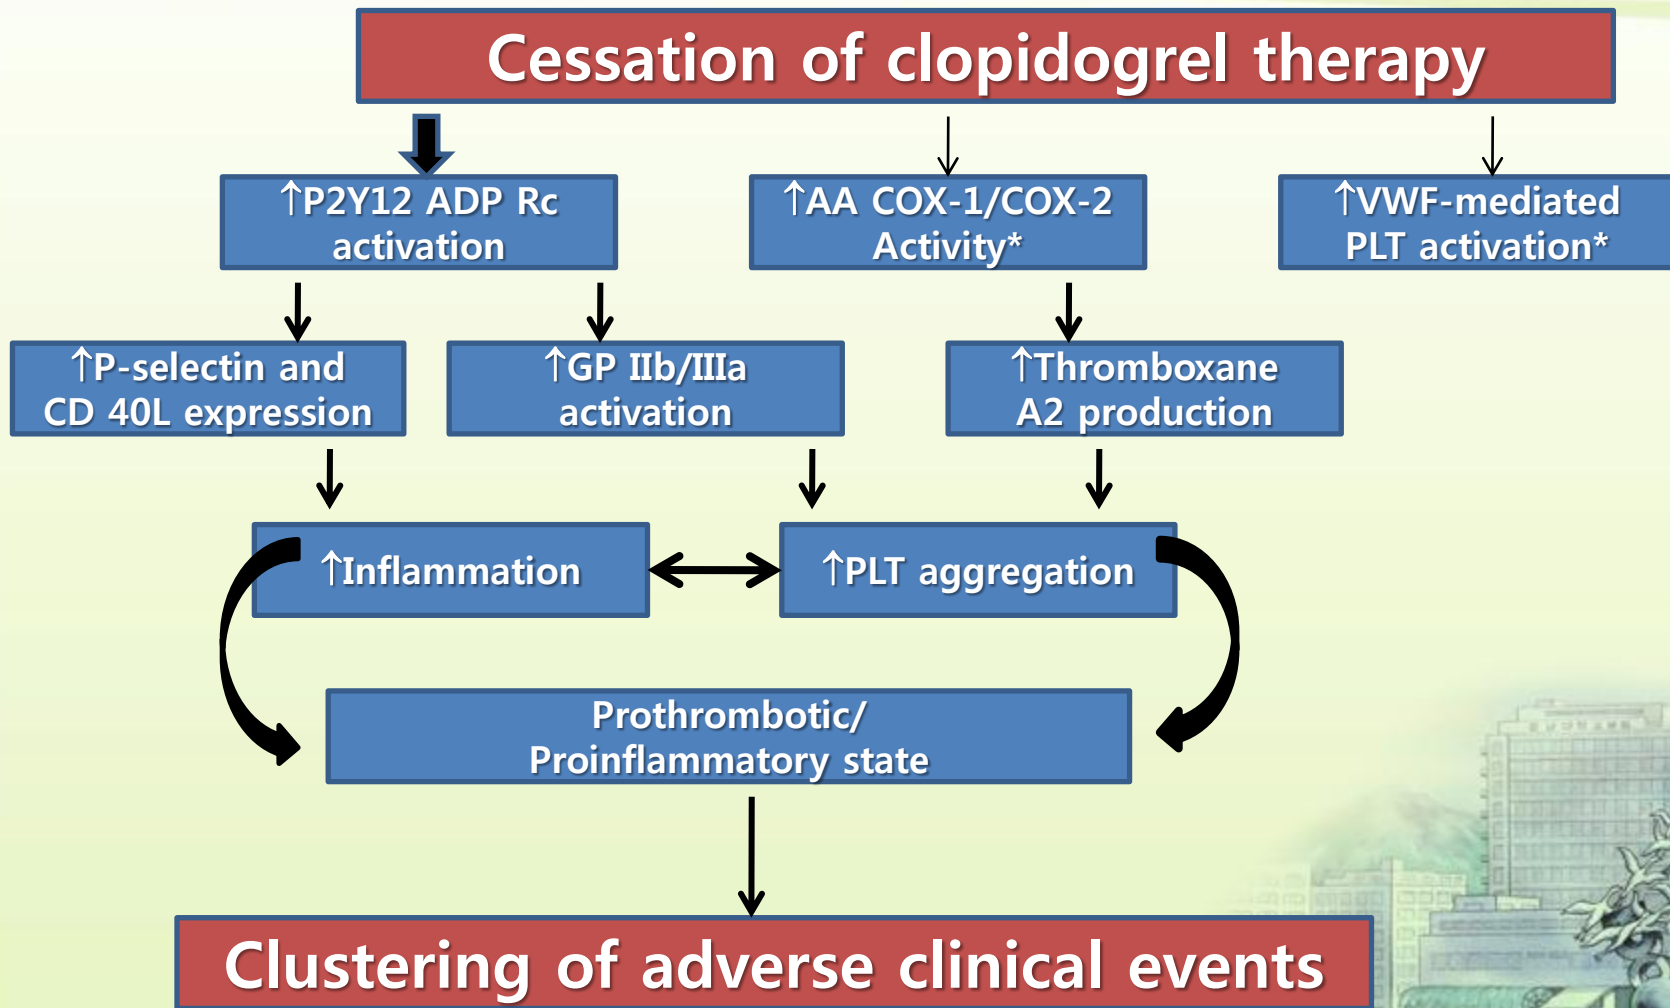 Cessation of clopidogrel therapy
↑P2Y12 ADP Rc
activation
↑AA COX-1/COX-2
Activity*
↑VWF-mediated
PLT activation*
↑P-selectin and
CD 40L expression
↑GP IIb/IIIa
activation
↑Thromboxane
A2 production
↑Inflammation
↑PLT aggregation
Prothrombotic/
Proinflammatory state
Clustering of adverse clinical events